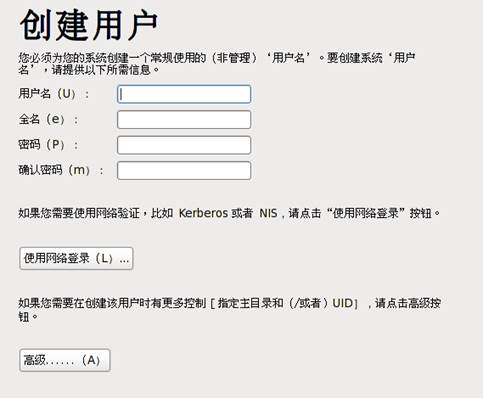 创建用户
您必须为您的系统创建一个常规使用的（非管理）‘用户名’。要创建系统‘用户
名’，请提供以下所需信息。
用户名（U）：
全名（e）：
密码（P）：
确认密码（m）：
如果您需要使用网络验证，比如 Kerberos 或者 NIS，请点击“使用网络登录”按钮。
使用网络登录（L）...
如果您需要在创建该用户时有更多控制［指定主目录和（/或者）UID］，请点击高级按
钮。
高级......（A）